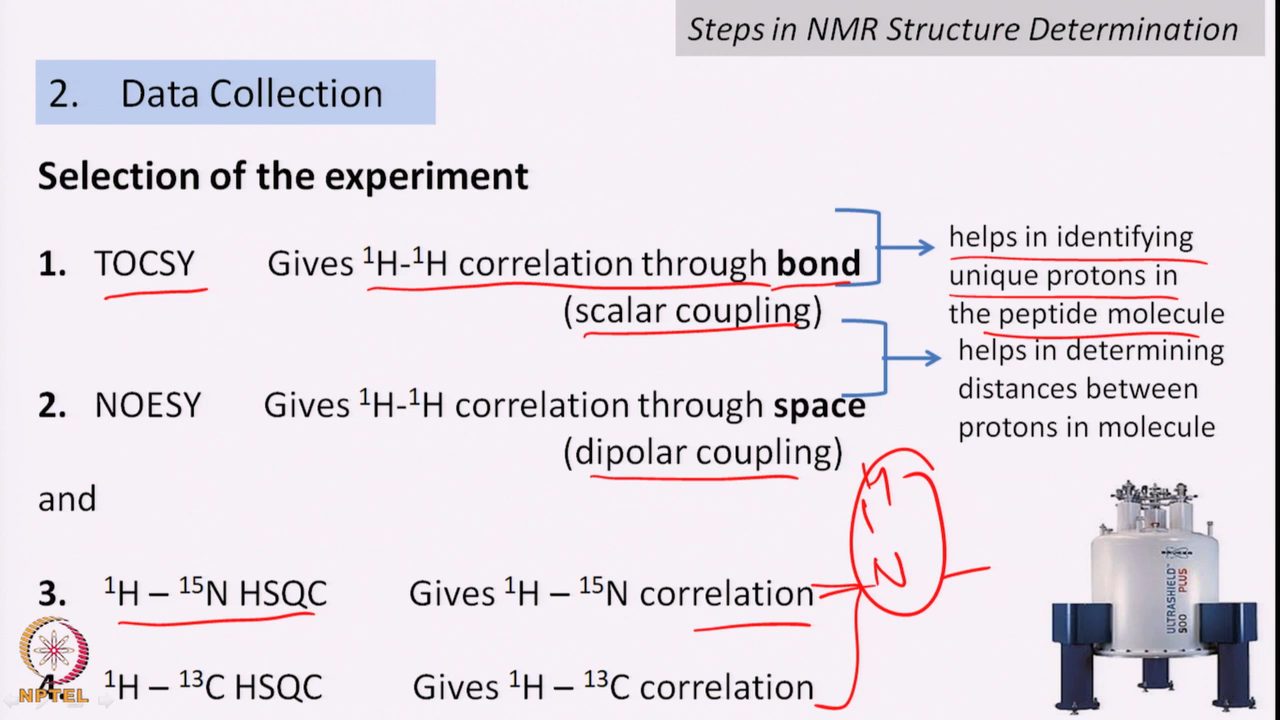 Steps in NMR Structure Determination
2. Data Collection
Selection of the experiment
1. TOCSY Gives ¹H-¹H correlation through bond
(scalar coupling)
helps in identifying
unique protons in
the peptide molecule
2. NOESY Gives ¹H-¹H correlation through space
(dipolar coupling)
helps in determining
distances between
protons in molecule
and
H
N
3. ¹H – ¹⁵N HSQC Gives ¹H – ¹⁵N correlation
4. ¹H – ¹³C HSQC Gives ¹H – ¹³C correlation
NPTEL
BRUKER
ULTRASHIELD
500 PLUS